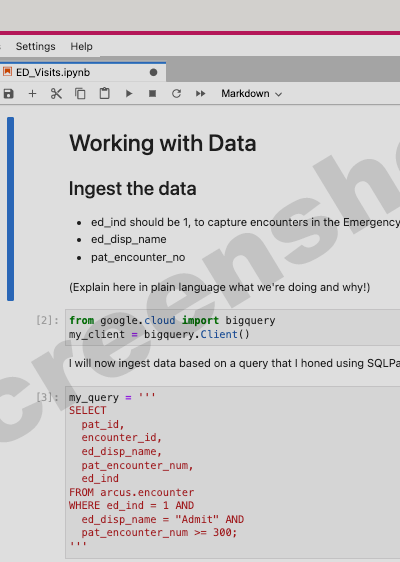 Settings Help
ED_Visits.ipynb
Markdown
Working with Data
Ingest the data
ed_ind should be 1, to capture encounters in the Emergency
ed_disp_name
pat_encounter_no
(Explain here in plain language what we're doing and why!)
[2]: from google.cloud import bigquery
my_client = bigquery.Client()
I will now ingest data based on a query that I honed using SQLPa
[3]: my_query = '''
SELECT
pat_id,
encounter_id,
ed_disp_name,
pat_encounter_num,
ed_ind
FROM arcus.encounter
WHERE ed_ind = 1 AND
ed_disp_name = "Admit" AND
pat_encounter_num >= 300;
'''
creensh